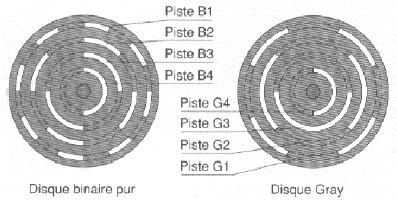 Piste B1
Piste B2
Piste B3
Piste B4
Piste G4
Piste G3
Piste G2
Piste G1
Disque binaire pur
Disque Gray